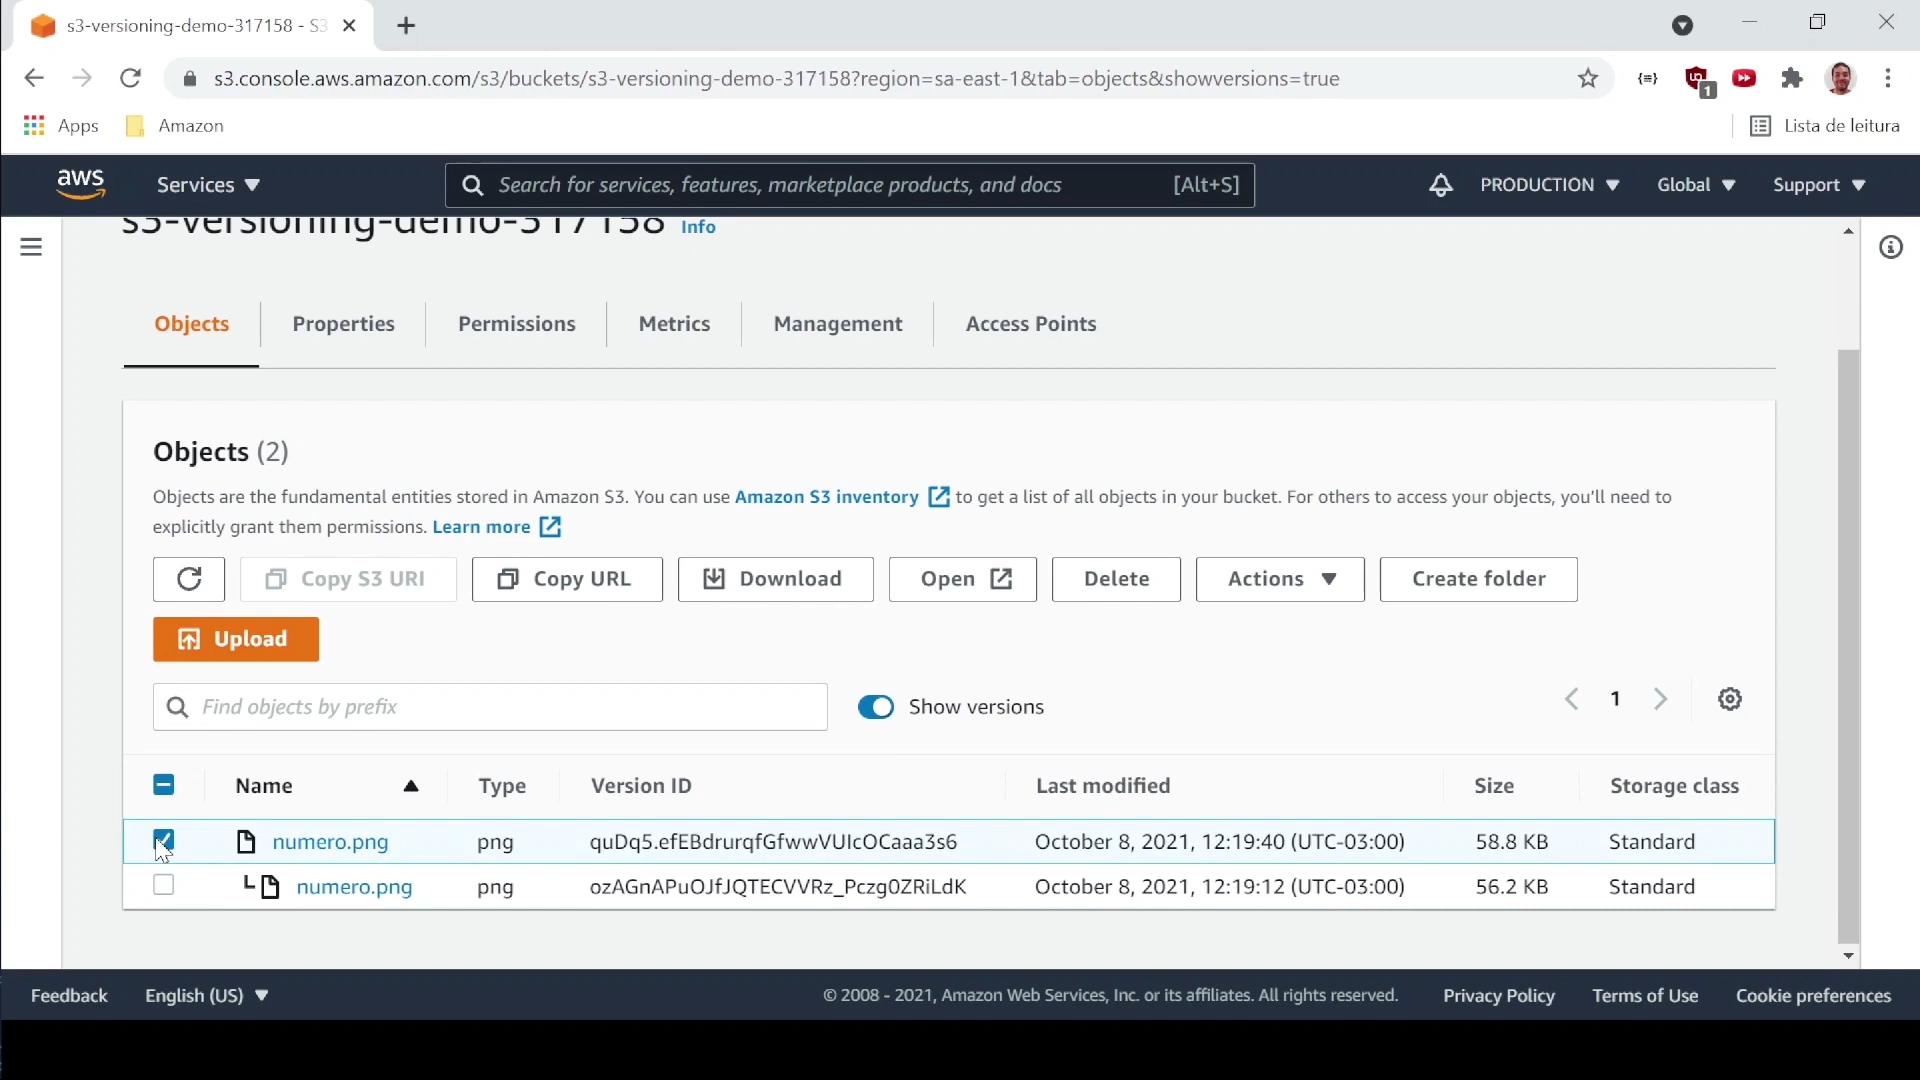 s3-versioning-demo-317158 - S3
s3.console.aws.amazon.com/s3/buckets/s3-versioning-demo-317158?region=sa-east-1&tab=objects&showversions=true
1
Apps
Amazon
Lista de leitura
aws
Services
Search for services, features, marketplace products, and docs
[Alt+S]
PRODUCTION
Global
Support
s3-versioning-demo-317158
Info
Objects
Properties
Permissions
Metrics
Management
Access Points
Objects (2)
Objects are the fundamental entities stored in Amazon S3. You can use Amazon S3 inventory to get a list of all objects in your bucket. For others to access your objects, you'll need to
explicitly grant them permissions. Learn more
Copy S3 URI
Copy URL
Download
Open
Delete
Actions
Create folder
Upload
Find objects by prefix
Show versions
1
Name Type Version ID Last modified Size Storage class
numero.png png quDq5.efEBdrurqfGfwwVUIcOCaaa3s6 October 8, 2021, 12:19:40 (UTC-03:00) 58.8 KB Standard
numero.png png ozAGnAPuOJfJQTECVVRz_Pczg0ZRiLdK October 8, 2021, 12:19:12 (UTC-03:00) 56.2 KB Standard
Feedback
English (US)
© 2008 - 2021, Amazon Web Services, Inc. or its affiliates. All rights reserved.
Privacy Policy
Terms of Use
Cookie preferences